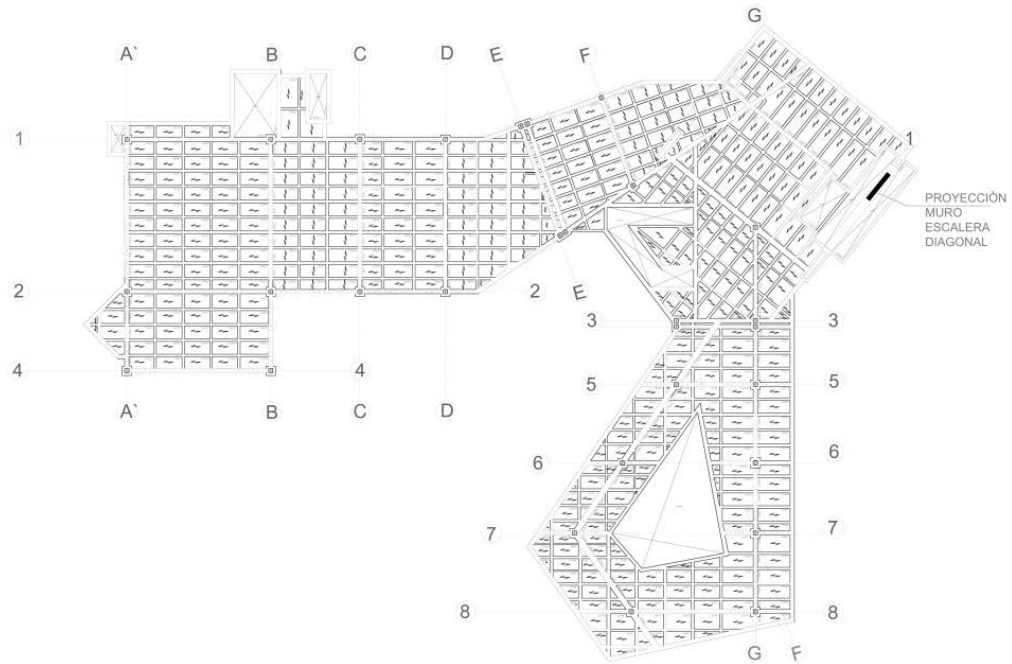 G
A` B C D E F
1 1
PROYECCIÒN
MURO
ESCALERA
DIAGONAL
2 2 E
3 3
4 4
5 5
A` B C D
6 6
7 7
8 8
G F